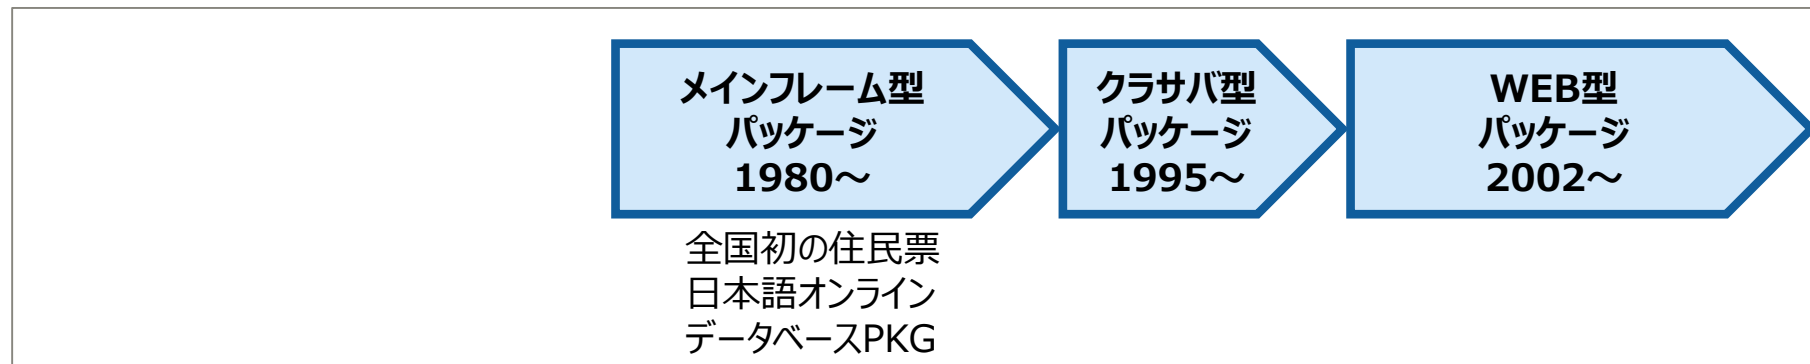 メインフレーム型
パッケージ
1980～
クラサバ型
パッケージ
1995～
WEB型
パッケージ
2002～
全国初の住民票
日本語オンライン
データベースPKG